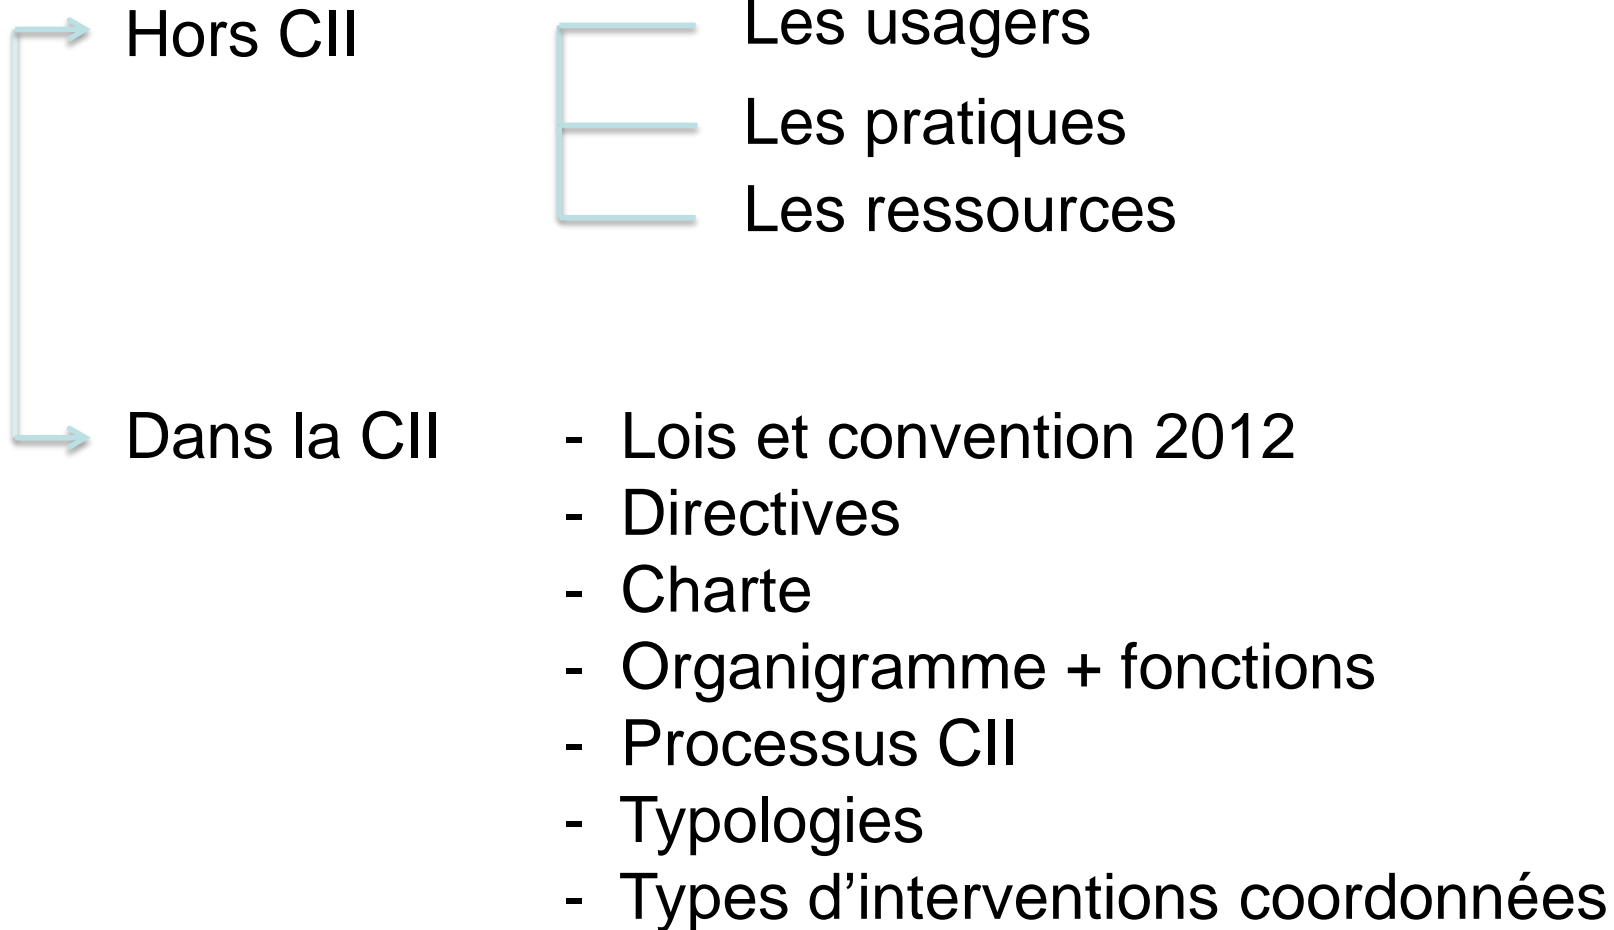 Hors CII
Les usagers
Les pratiques
Les ressources
Dans la CII
- Lois et convention 2012
- Directives
- Charte
- Organigramme + fonctions
- Processus CII
- Typologies
- Types d’interventions coordonnées